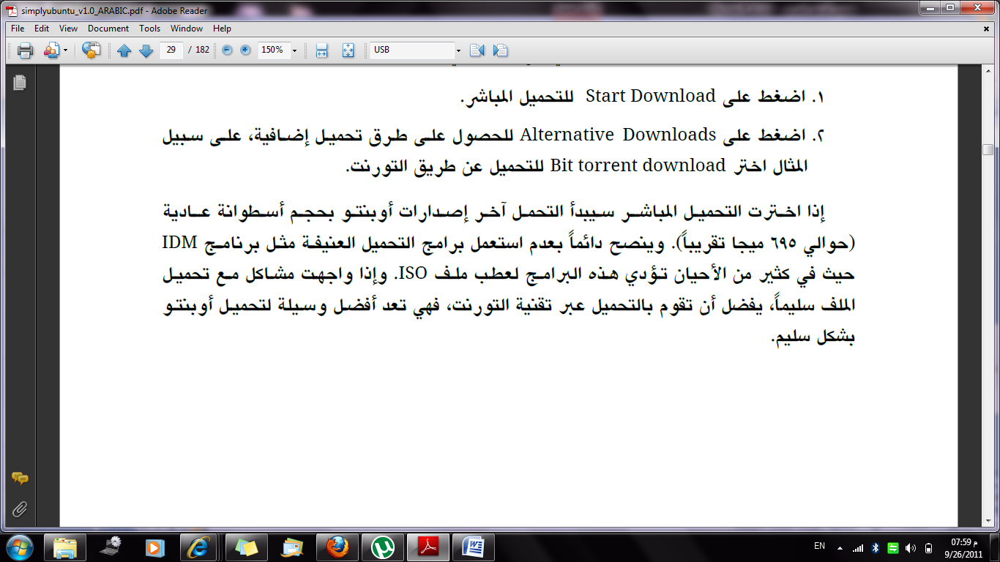 simplyubuntu_v1.0_ARABIC.pdf - Adobe Reader
File Edit View Document Tools Window Help
29 / 182 150% USB
١. اضغط على Start Download للتحميل المباشر.
٢. اضغط على Alternative Downloads للحصول على طرق تحميل إضافية، على سبيل
المثال اختر Bit torrent download للتحميل عن طريق التورنت.
إذا اخترت التحميل المباشر سيبدأ التحمل آخر إصدارات أوبنتو بحجم أسطوانة عادية
(حوالي ٦٩٥ ميجا تقريباً). وينصح دائماً بعدم استعمل برامج التحميل العنيفة مثل برنامج IDM
حيث في كثير من الأحيان تؤدي هذه البرامج لعطب ملف ISO. وإذا واجهت مشاكل مع تحميل
الملف سليماً، يفضل أن تقوم بالتحميل عبر تقنية التورنت، فهي تعد أفضل وسيلة لتحميل أوبنتو
بشكل سليم.
EN
07:59 م
9/26/2011